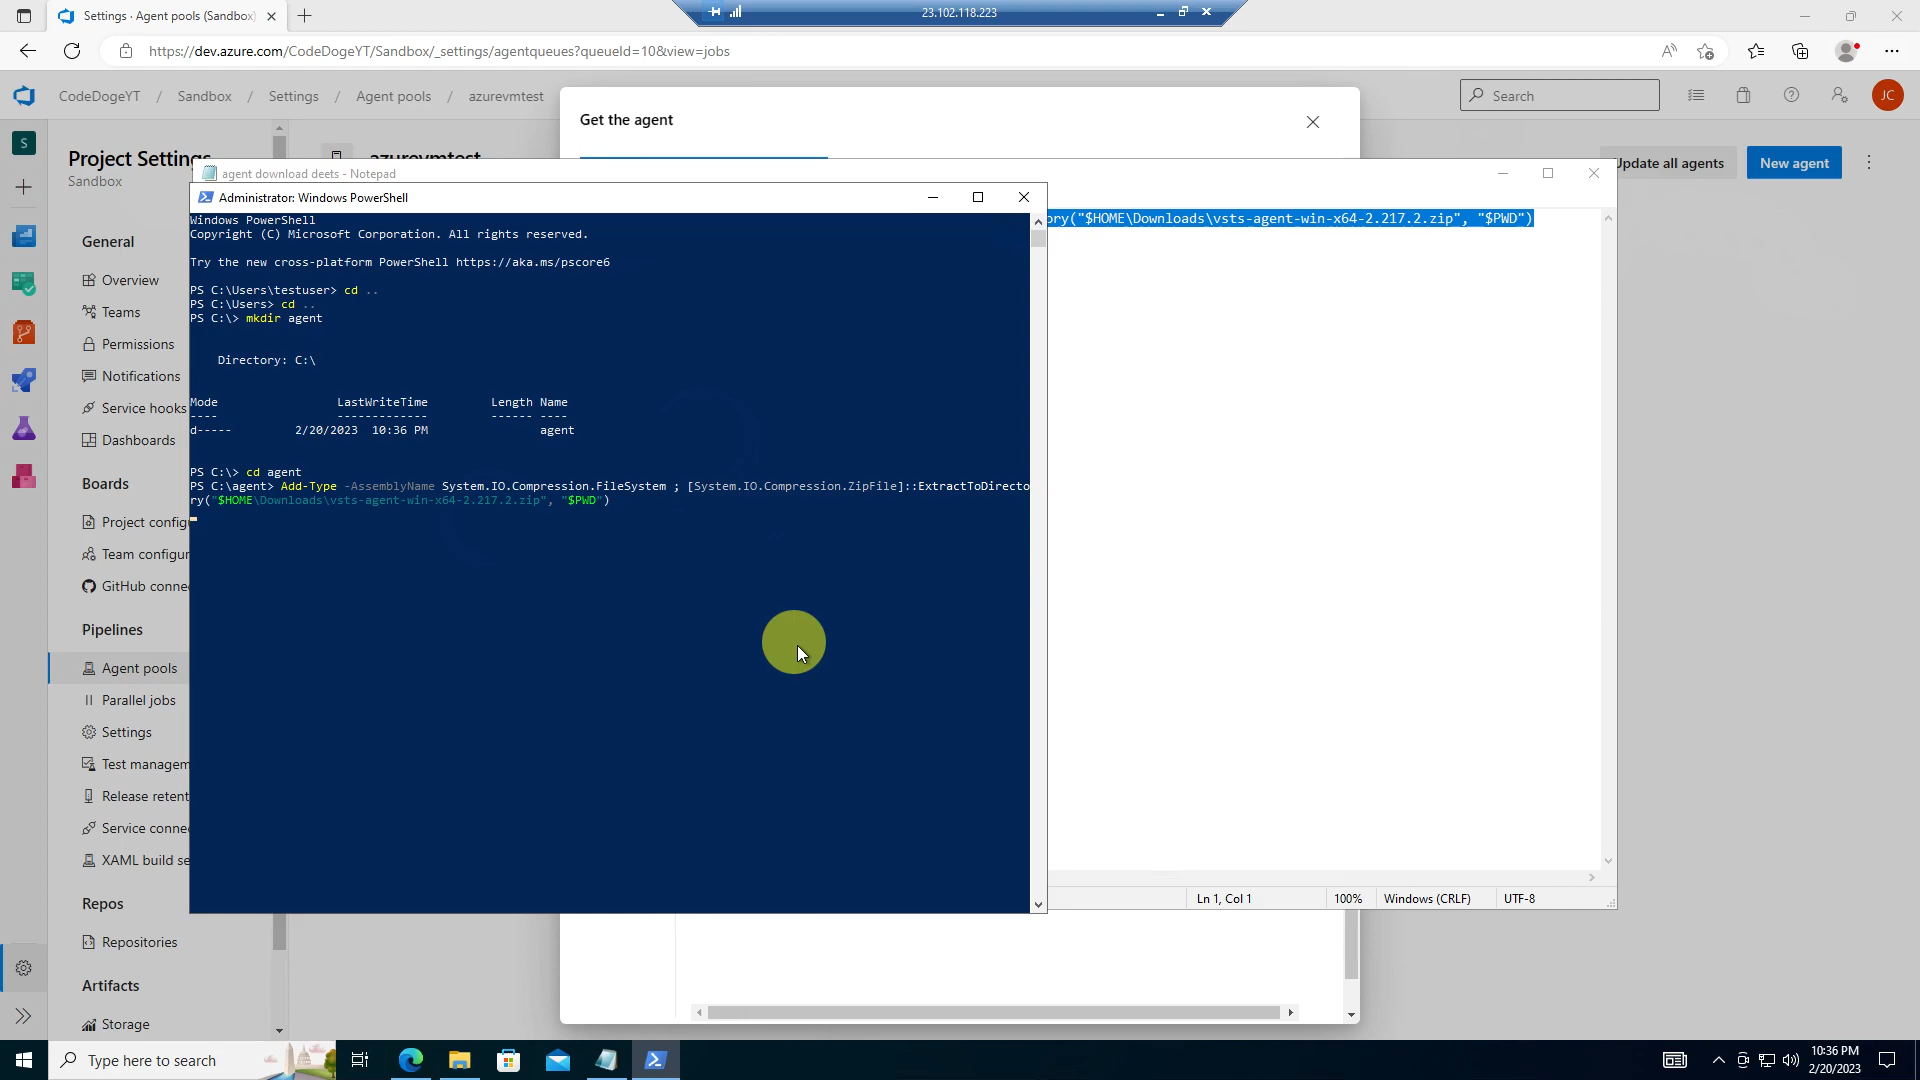 Settings · Agent pools (Sandbox)
23.102.118.223
https://dev.azure.com/CodeDogeYT/Sandbox/_settings/agentqueues?queueId=10&view=jobs
CodeDogeYT / Sandbox / Settings / Agent pools / azurevmtest
Search
JC
Get the agent
S
Project Settings
Sandbox
azurevmtest
Update all agents
New agent
agent download deets - Notepad
ory("$HOME\Downloads\vsts-agent-win-x64-2.217.2.zip", "$PWD")
Administrator: Windows PowerShell
Windows PowerShell
Copyright (C) Microsoft Corporation. All rights reserved.
Try the new cross-platform PowerShell https://aka.ms/pscore6
PS C:\Users\testuser> cd ..
PS C:\Users> cd ..
PS C:\> mkdir agent
Directory: C:\
Mode LastWriteTime Length Name
---- ------------- ------ ----
d----- 2/20/2023 10:36 PM agent
PS C:\> cd agent
PS C:\agent> Add-Type -AssemblyName System.IO.Compression.FileSystem ; [System.IO.Compression.ZipFile]::ExtractToDirecto
ry("$HOME\Downloads\vsts-agent-win-x64-2.217.2.zip", "$PWD")
General
Overview
Teams
Permissions
Notifications
Service hooks
Dashboards
Boards
Project configu
Team configur
GitHub connec
Pipelines
Agent pools
Parallel jobs
Settings
Test managem
Release retent
Service connec
XAML build se
Repos
Repositories
Artifacts
Storage
Ln 1, Col 1
100%
Windows (CRLF)
UTF-8
Type here to search
10:36 PM
2/20/2023